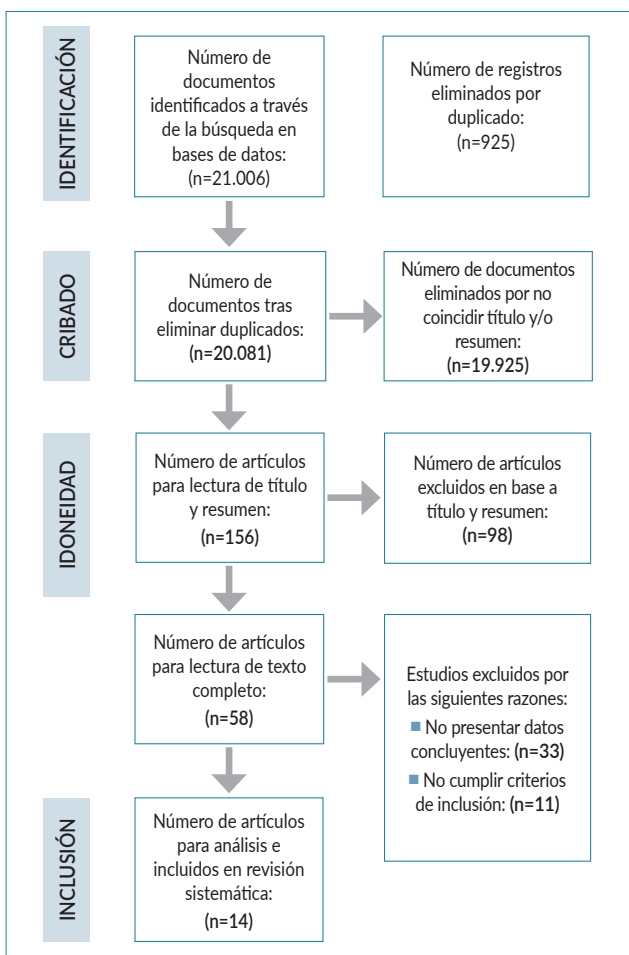 IDENTIFICACIÓN
Número de
documentos
identificados a través
de la búsqueda en
bases de datos:
(n=21.006)
Número de registros
eliminados por
duplicado:
(n=925)
CRIBADO
Número de
documentos tras
eliminar duplicados:
(n=20.081)
Número de documentos
eliminados por no
coincidir título y/o
resumen:
(n=19.925)
IDONEIDAD
Número de artículos
para lectura de título
y resumen:
(n=156)
Número de artículos
excluidos en base a
título y resumen:
(n=98)
Número de artículos
para lectura de texto
completo:
(n=58)
Estudios excluidos por
las siguientes razones:
■ No presentar datos
concluyentes: (n=33)
■ No cumplir criterios
de inclusión: (n=11)
INCLUSIÓN
Número de artículos
para análisis e
incluidos en revisión
sistemática:
(n=14)